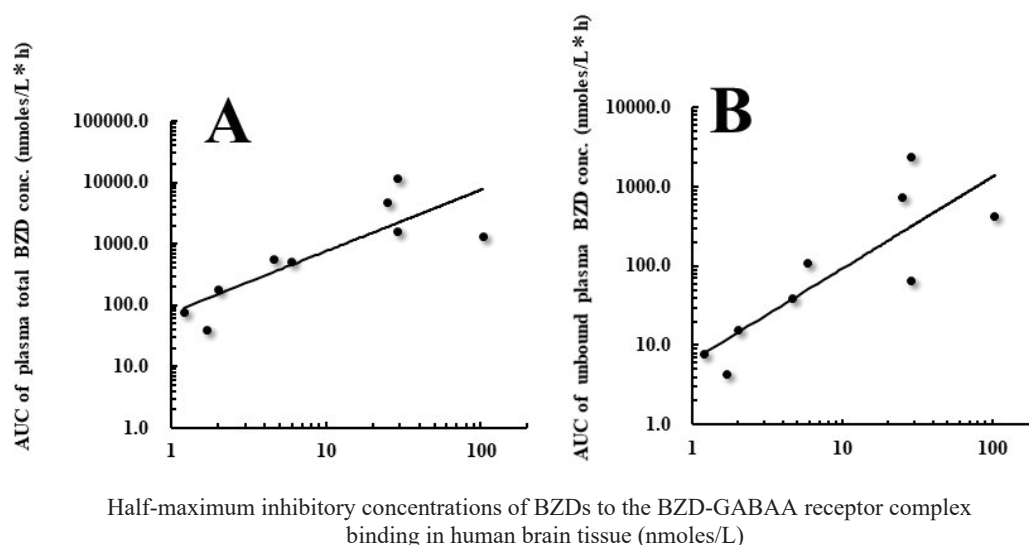 AUC of plasma total BZD conc. (nmoles/L * h)
A
100000.0
10000.0
1000.0
100.0
10.0
1.0
1
10
100
AUC of unbound plasma BZD conc. (nmoles/L * h)
B
10000.0
1000.0
100.0
10.0
1.0
1
10
100
Half-maximum inhibitory concentrations of BZDs to the BZD-GABAA receptor complex
binding in human brain tissue (nmoles/L)